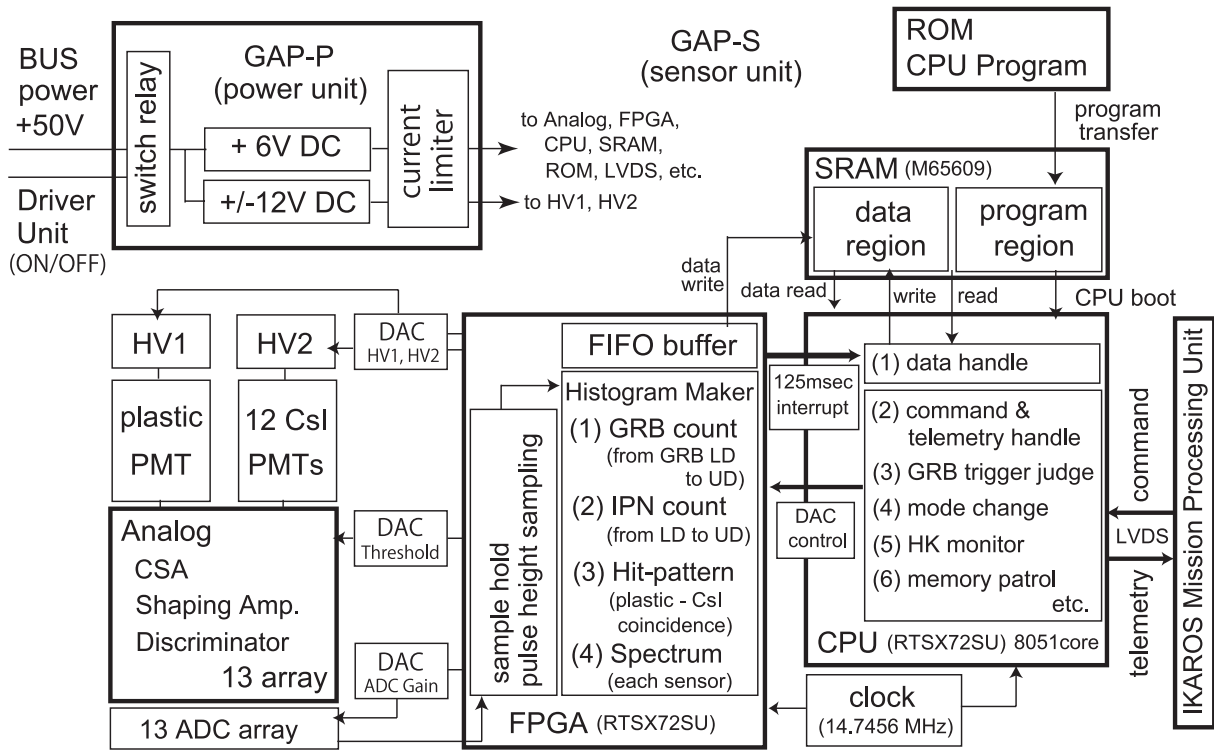 BUS
power
+50V
Driver
Unit
(ON/OFF)
switch relay
GAP-P
(power unit)
+ 6V DC
+/-12V DC
current
limiter
to Analog, FPGA,
CPU, SRAM,
ROM, LVDS, etc.
to HV1, HV2
GAP-S
(sensor unit)
ROM
CPU Program
program
transfer
SRAM (M65609)
data
region
program
region
data
write
data read
write
read
CPU boot
HV1
HV2
DAC
HV1, HV2
plastic
PMT
12 CsI
PMTs
Analog
CSA
Shaping Amp.
Discriminator
13 array
DAC
Threshold
DAC
ADC Gain
13 ADC array
sample hold
pulse height sampling
FIFO buffer
Histogram Maker
(1) GRB count
(from GRB LD
to UD)
(2) IPN count
(from LD to UD)
(3) Hit-pattern
(plastic - CsI
coincidence)
(4) Spectrum
(each sensor)
FPGA (RTSX72SU)
125msec
interrupt
DAC
control
(1) data handle
(2) command &
telemetry handle
(3) GRB trigger judge
(4) mode change
(5) HK monitor
(6) memory patrol
etc.
CPU (RTSX72SU) 8051core
clock
(14.7456 MHz)
command
LVDS
telemetry
IKAROS Mission Processing Unit